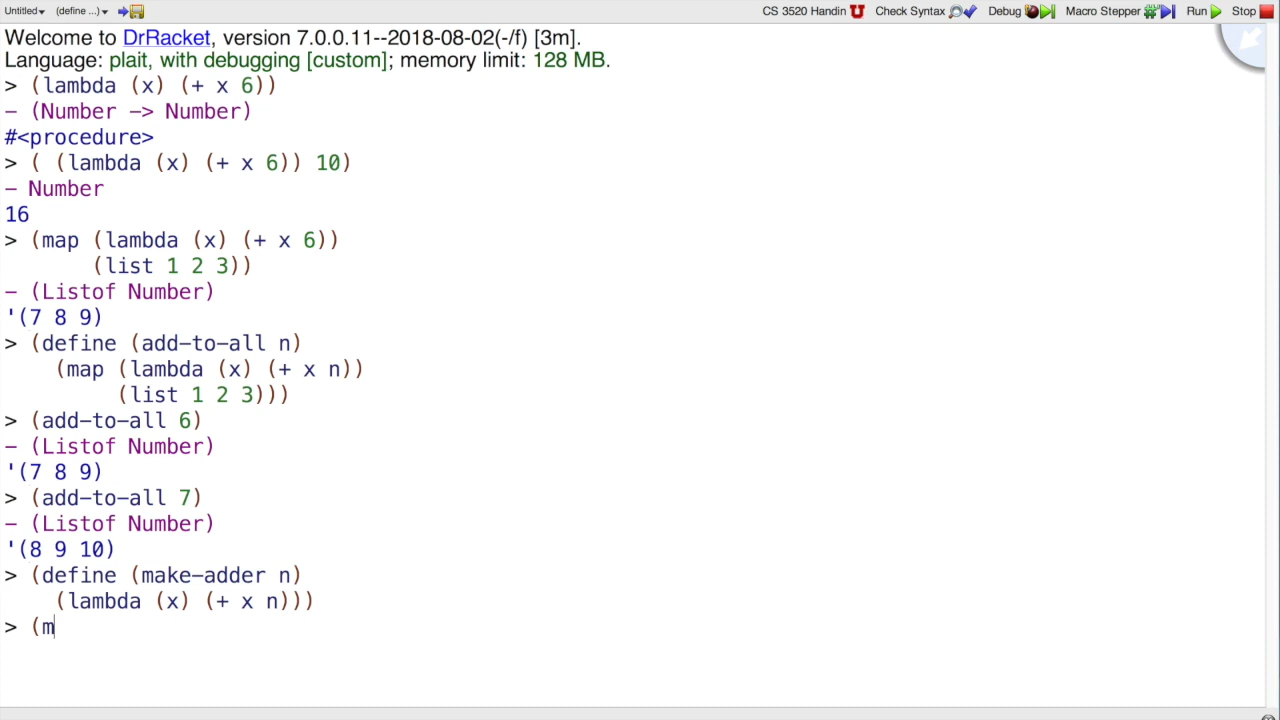 Untitled (define ...) CS 3520 Handin Check Syntax Debug Macro Stepper Run Stop
Welcome to DrRacket, version 7.0.0.11--2018-08-02(-/f) [3m].
Language: plait, with debugging [custom]; memory limit: 128 MB.
> (lambda (x) (+ x 6))
- (Number -> Number)
#<procedure>
> ( (lambda (x) (+ x 6)) 10)
- Number
16
> (map (lambda (x) (+ x 6))
(list 1 2 3))
- (Listof Number)
'(7 8 9)
> (define (add-to-all n)
(map (lambda (x) (+ x n))
(list 1 2 3)))
> (add-to-all 6)
- (Listof Number)
'(7 8 9)
> (add-to-all 7)
- (Listof Number)
'(8 9 10)
> (define (make-adder n)
(lambda (x) (+ x n)))
> (m